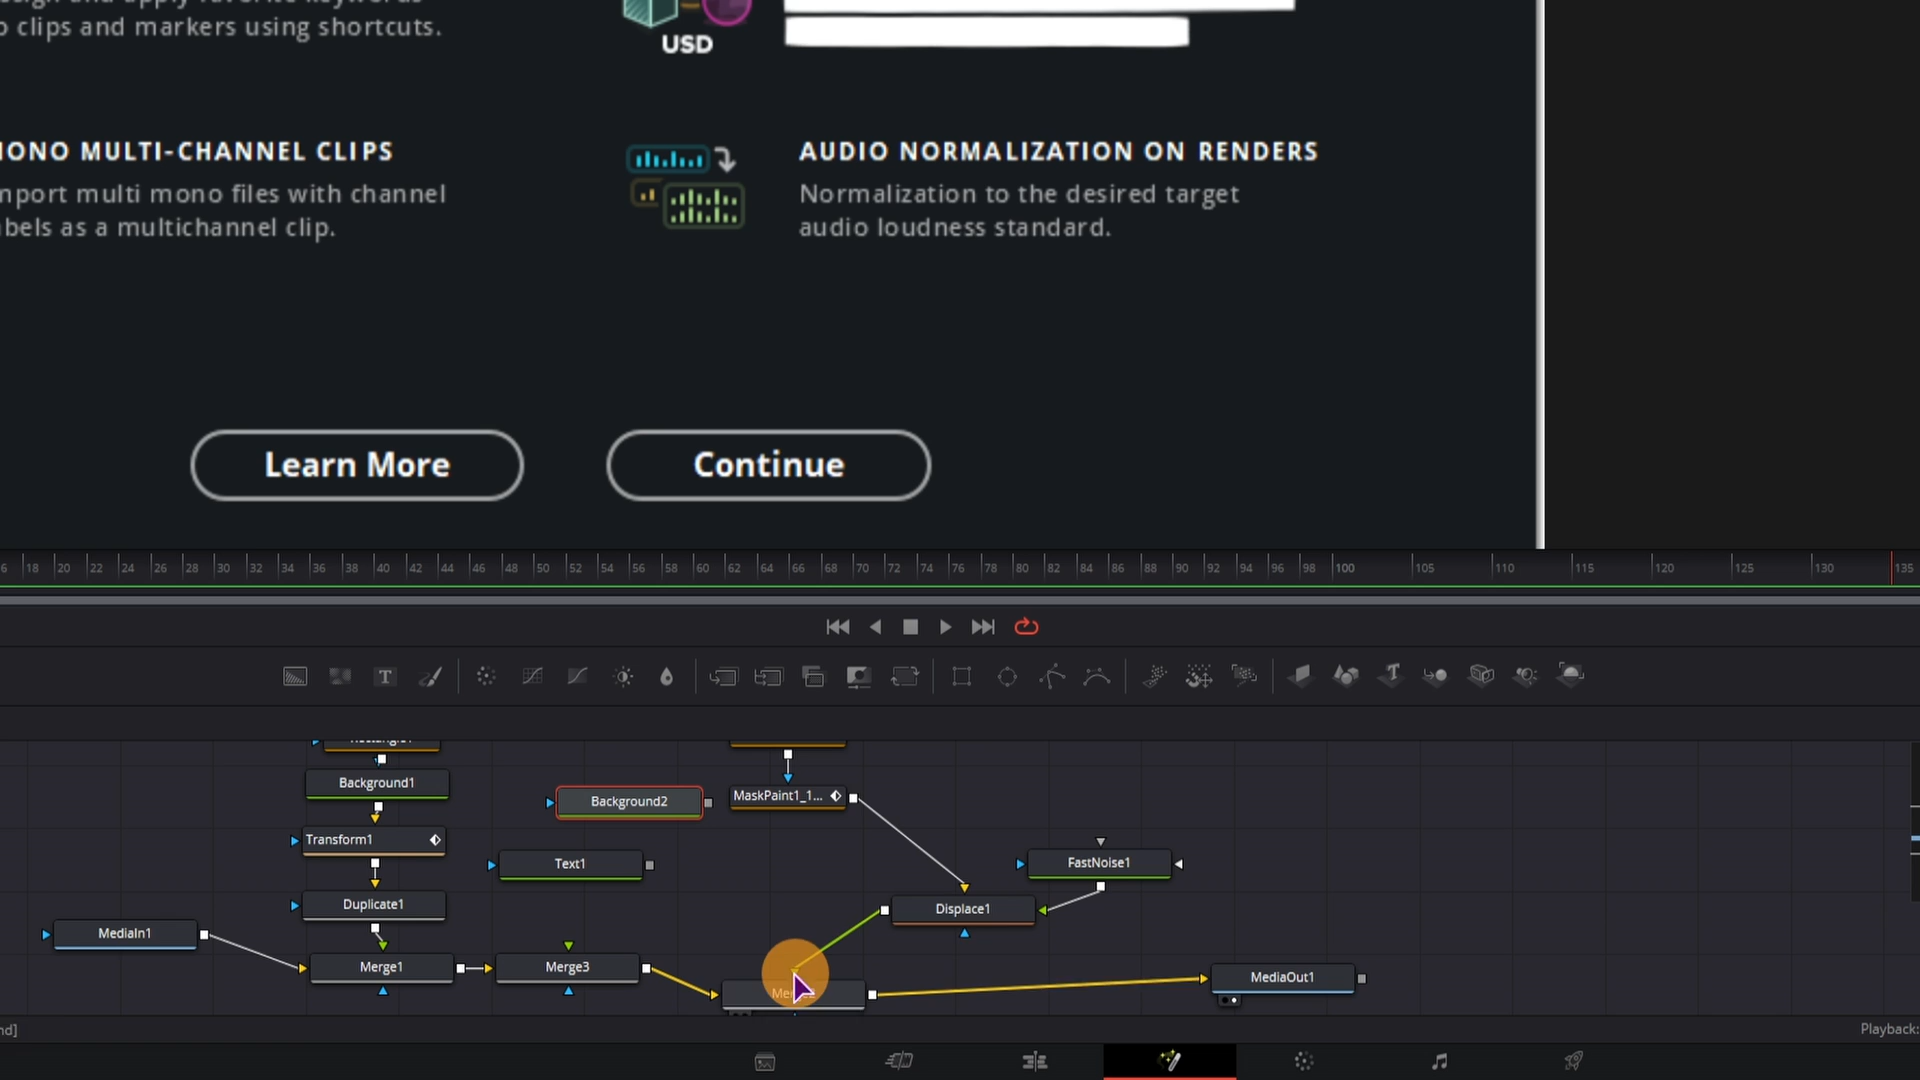 clips and markers using shortcuts.
USD
MONO MULTI-CHANNEL CLIPS
import multi mono files with channel
labels as a multichannel clip.
AUDIO NORMALIZATION ON RENDERS
Normalization to the desired target
audio loudness standard.
Learn More
Continue
18 20 22 24 26 28 30 32 34 36 38 40 42 44 46 48 50 52 54 56 58 60 62 64 66 68 70 72 74 76 78 80 82 84 86 88 90 92 94 96 98 100 105 110 115 120 125 130 135
Background1
Background2
MaskPaint1_1...
Transform1
Text1
FastNoise1
Duplicate1
Displace1
MediaIn1
Merge1
Merge3
MediaOut1
nd]
Playback: